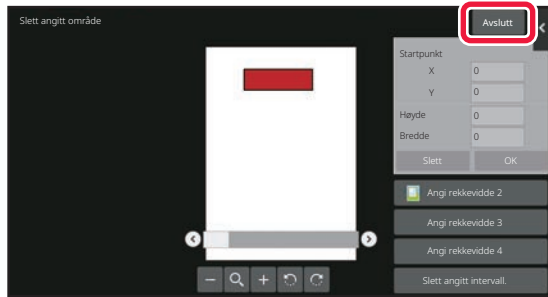 Slett angitt område
Avslutt
Startpunkt
X 0
Y 0
Høyde 0
Bredde 0
Slett OK
Angi rekkevidde 2
Angi rekkevidde 3
Angi rekkevidde 4
Slett angitt intervall.